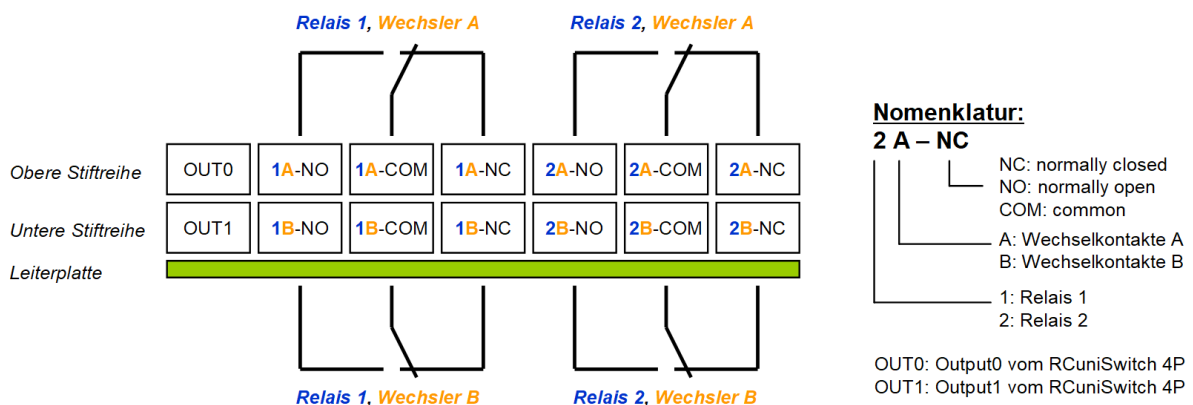 Relais 1, Wechsler A
Relais 2, Wechsler A
Obere Stiftreihe
OUT0
1A-NO
1A-COM
1A-NC
2A-NO
2A-COM
2A-NC
Untere Stiftreihe
OUT1
1B-NO
1B-COM
1B-NC
2B-NO
2B-COM
2B-NC
Leiterplatte
Relais 1, Wechsler B
Relais 2, Wechsler B
Nomenklatur:
2 A – NC
NC: normally closed
NO: normally open
COM: common
A: Wechselkontakte A
B: Wechselkontakte B
1: Relais 1
2: Relais 2
OUT0: Output0 vom RCuniSwitch 4P
OUT1: Output1 vom RCuniSwitch 4P